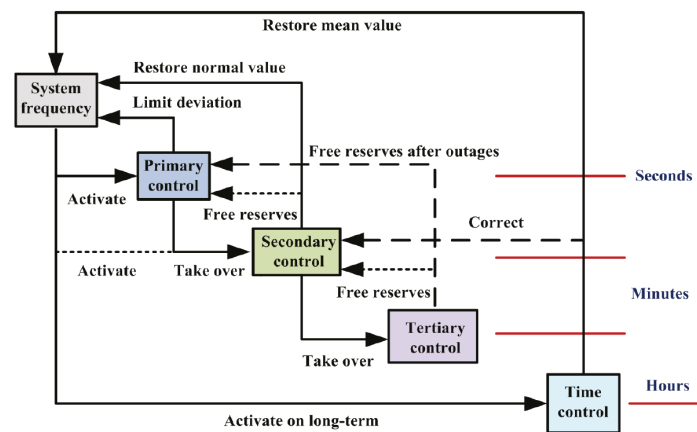 Restore mean value
Restore normal value
System
frequency
Limit deviation
Free reserves after outages
Primary
control
Seconds
Activate
Free reserves
Correct
Secondary
control
Activate
Take over
Free reserves
Minutes
Tertiary
control
Take over
Hours
Time
control
Activate on long-term